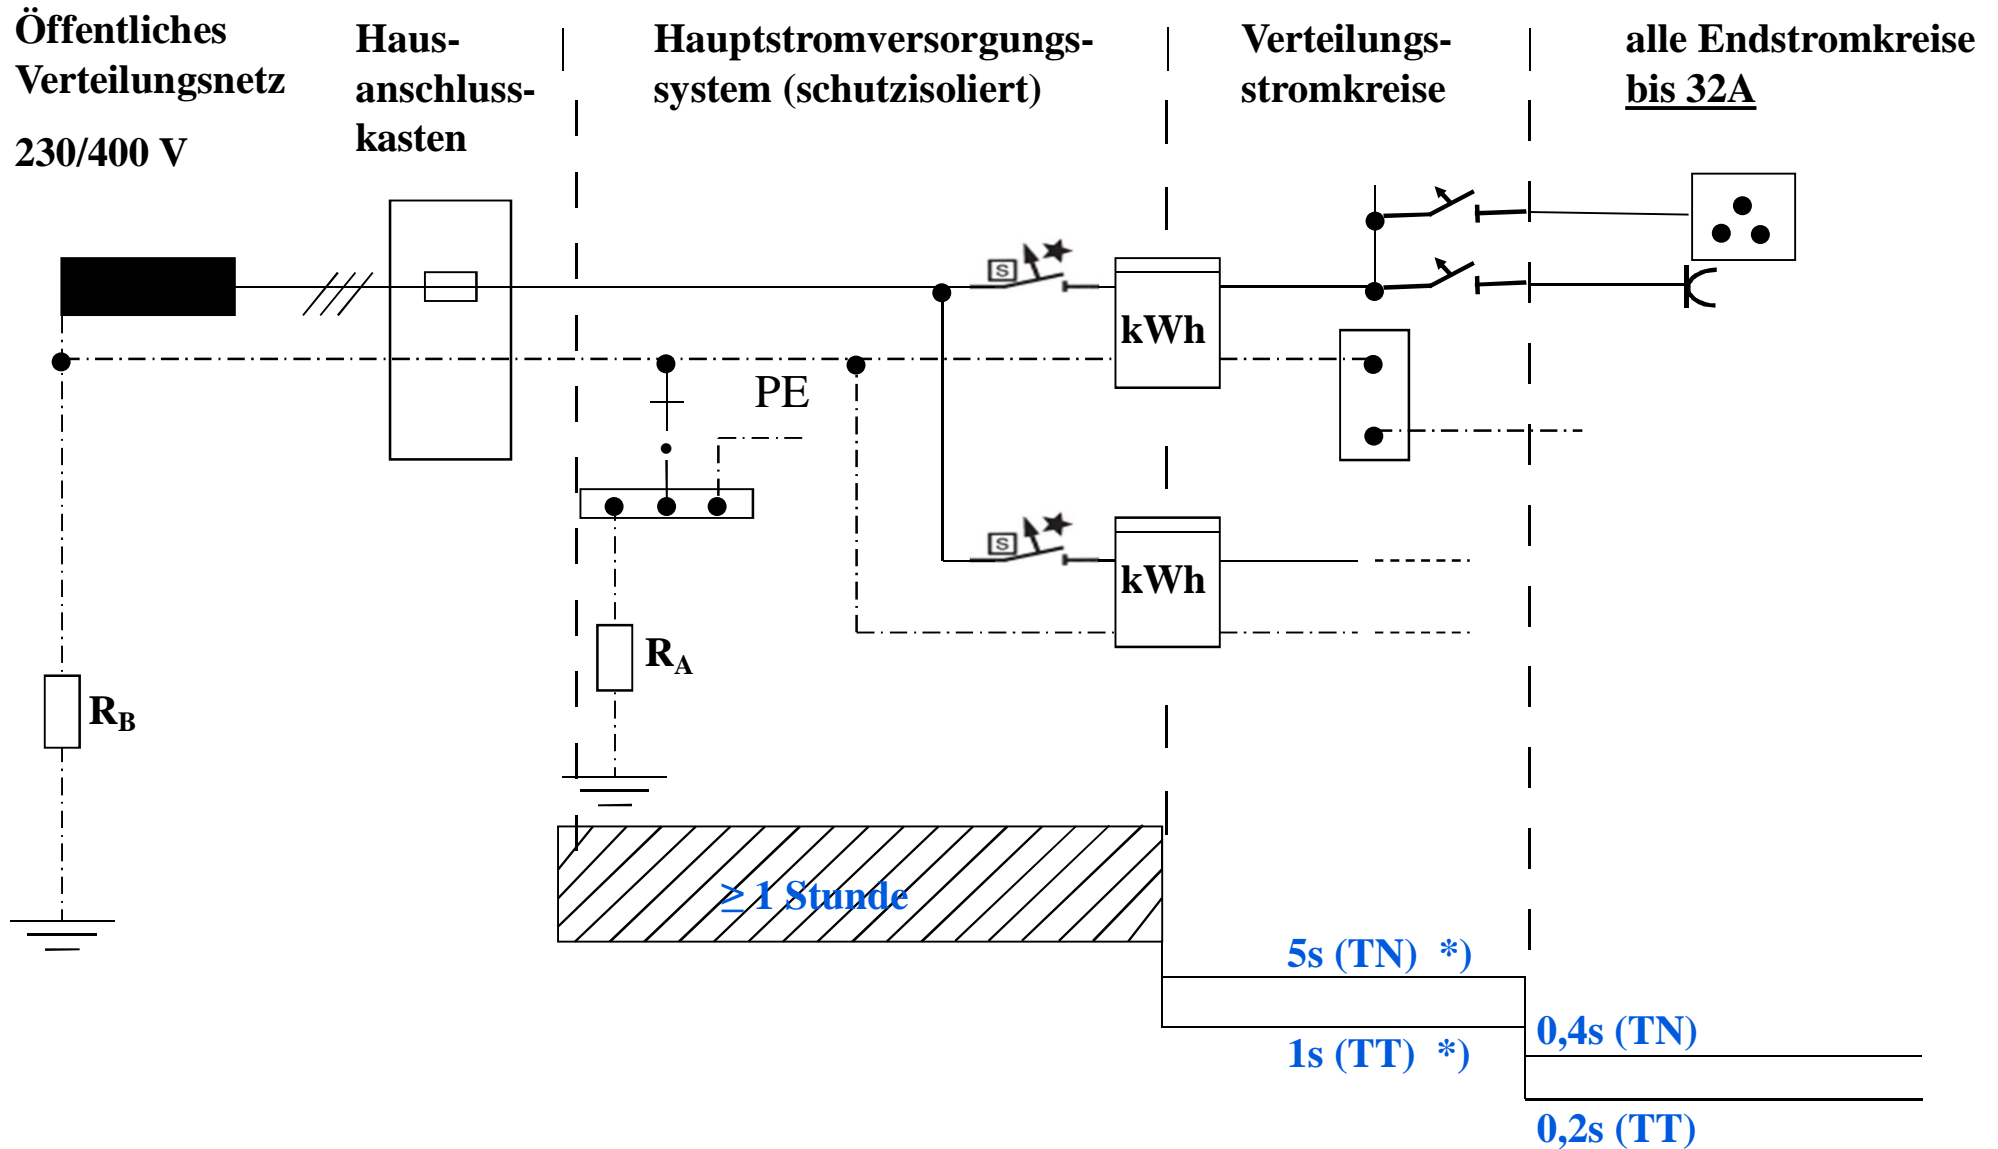 Öffentliches
Verteilungsnetz
230/400 V
Haus-
anschluss-
kasten
Hauptstromversorgungs-
system (schutzisoliert)
Verteilungs-
stromkreise
alle Endstromkreise
bis 32A
S
kWh
PE
S
kWh
RA
RB
≥ 1 Stunde
5s (TN) *)
1s (TT) *)
0,4s (TN)
0,2s (TT)